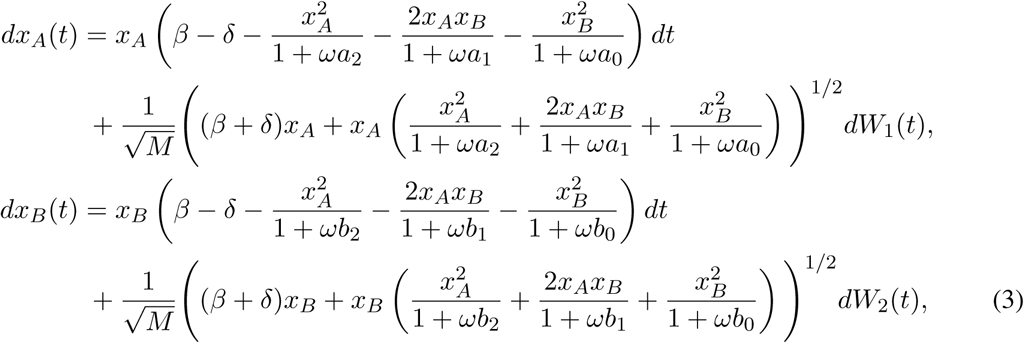 $dx_A(t) = x_A \left( \beta - \delta - \frac{x_A^2}{1 + \omega a_2} - \frac{2x_A x_B}{1 + \omega a_1} - \frac{x_B^2}{1 + \omega a_0} \right) dt$
$+ \frac{1}{\sqrt{M}} \left( (\beta + \delta)x_A + x_A \left( \frac{x_A^2}{1 + \omega a_2} + \frac{2x_A x_B}{1 + \omega a_1} + \frac{x_B^2}{1 + \omega a_0} \right) \right)^{1/2} dW_1(t),$
$dx_B(t) = x_B \left( \beta - \delta - \frac{x_A^2}{1 + \omega b_2} - \frac{2x_A x_B}{1 + \omega b_1} - \frac{x_B^2}{1 + \omega b_0} \right) dt$
$+ \frac{1}{\sqrt{M}} \left( (\beta + \delta)x_B + x_B \left( \frac{x_A^2}{1 + \omega b_2} + \frac{2x_A x_B}{1 + \omega b_1} + \frac{x_B^2}{1 + \omega b_0} \right) \right)^{1/2} dW_2(t),$ (3)